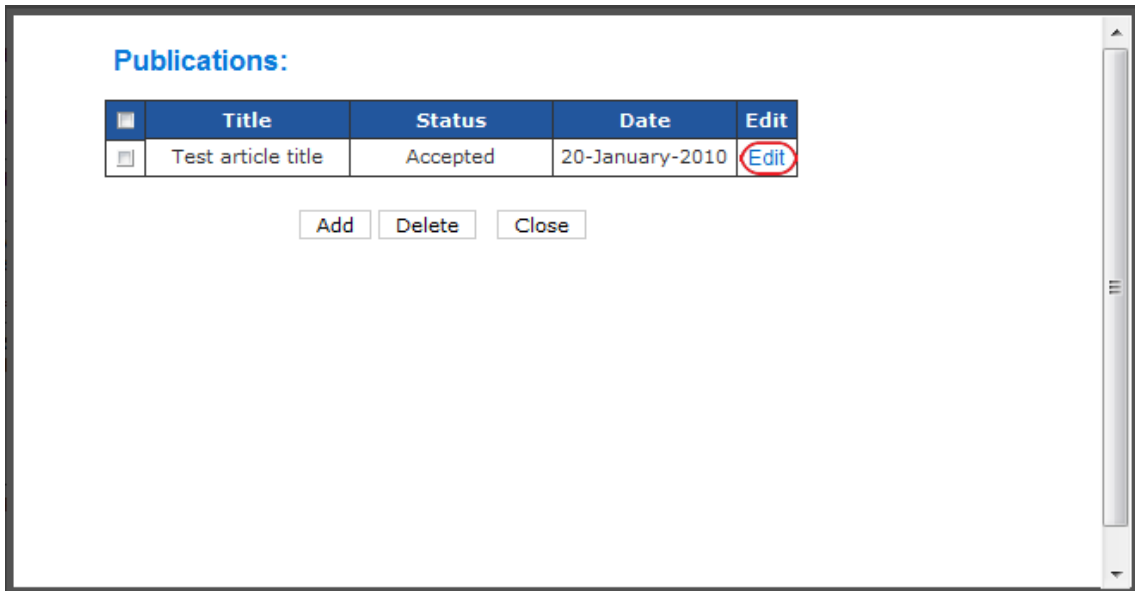 Publications:
Title Status Date Edit
Test article title Accepted 20-January-2010 Edit
Add Delete Close